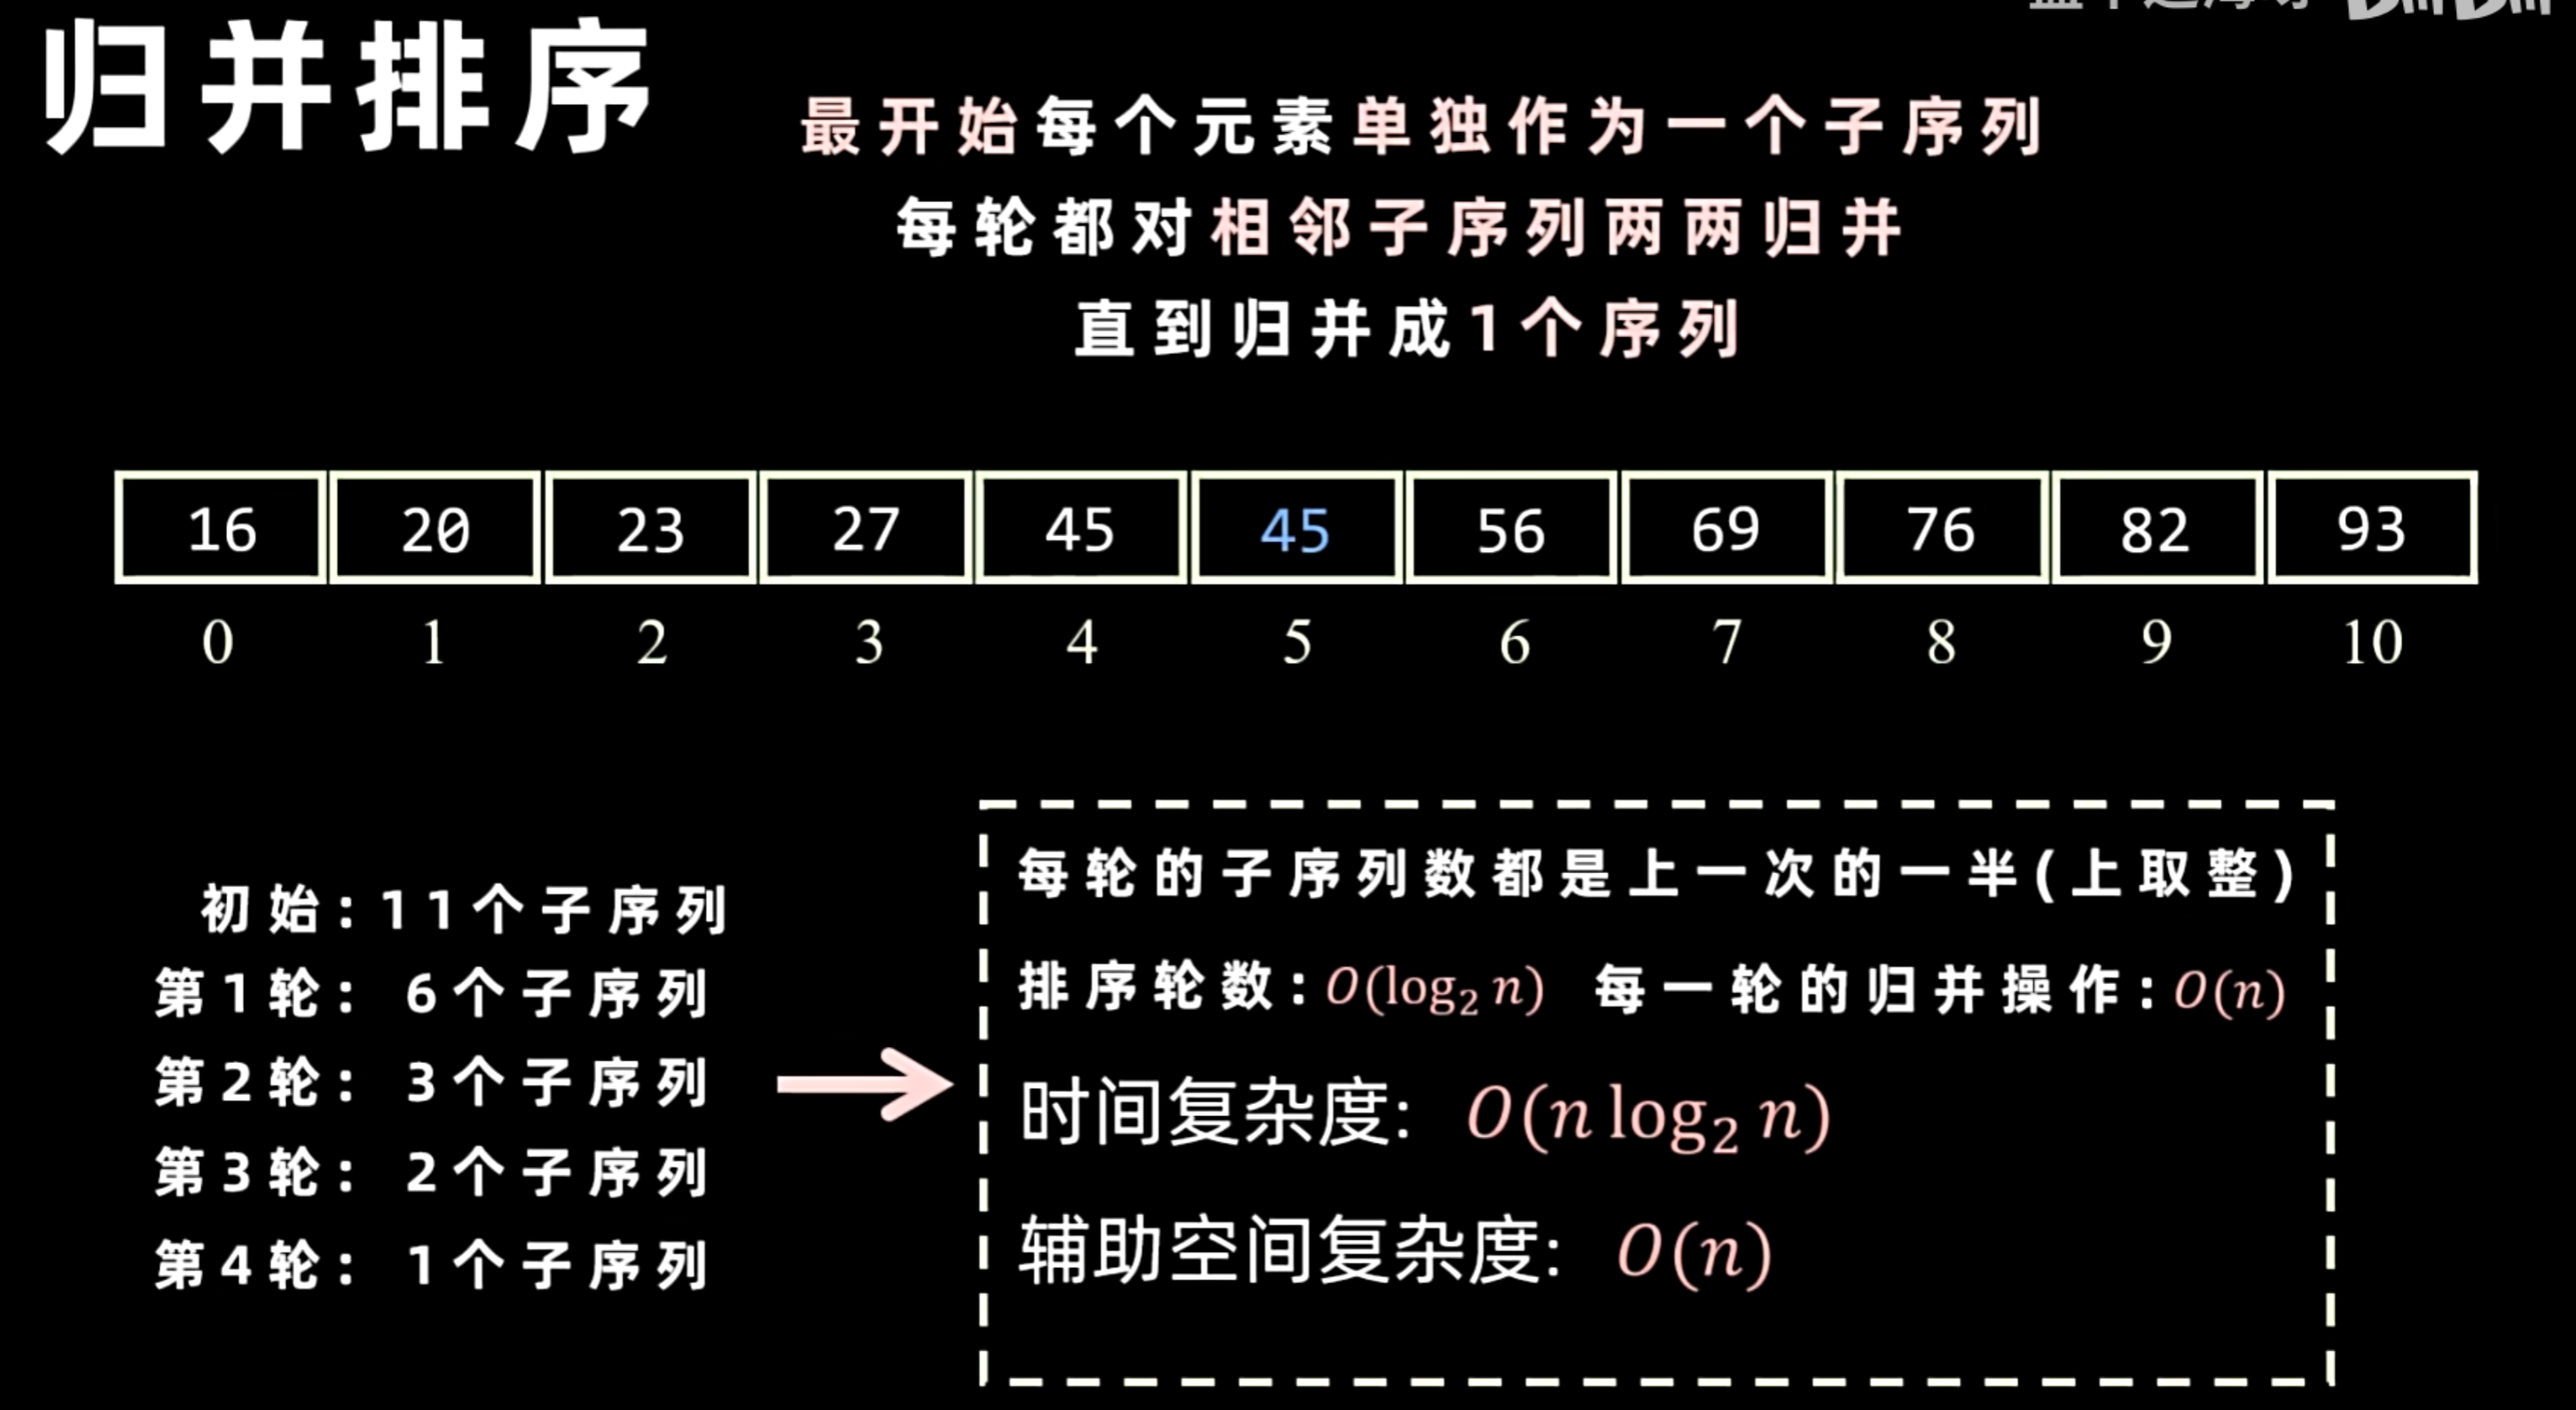 归并排序
最开始每个元素单独作为一个子序列
每轮都对相邻子序列两两归并
直到归并成1个序列
16 20 23 27 45 45 56 69 76 82 93
0 1 2 3 4 5 6 7 8 9 10
初始:11个子序列
第1轮: 6个子序列
第2轮: 3个子序列
第3轮: 2个子序列
第4轮: 1个子序列
每轮的子序列数都是上一次的一半(上取整)
排序轮数:O(log₂ n) 每一轮的归并操作:O(n)
时间复杂度: O(n log₂ n)
辅助空间复杂度: O(n)